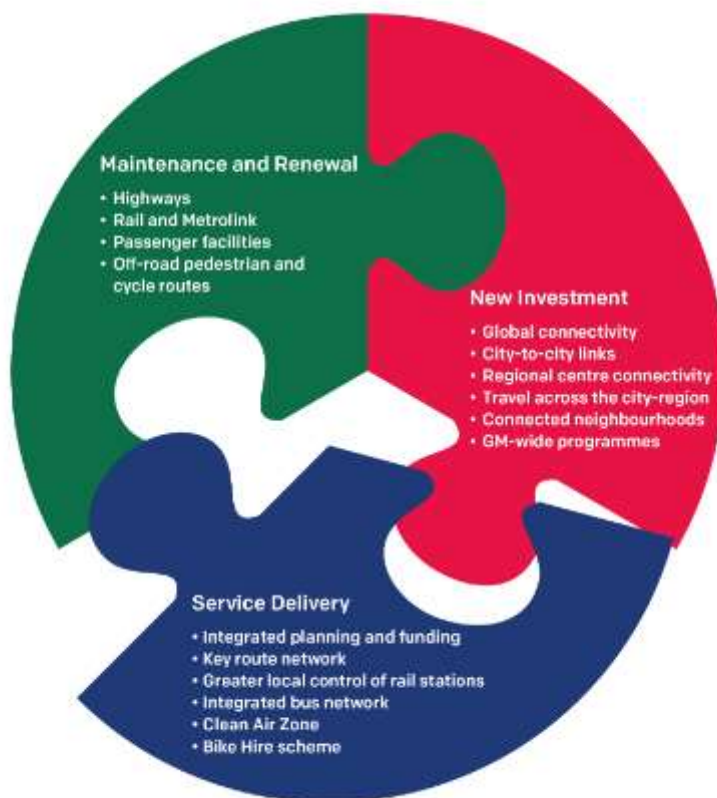 Maintenance and Renewal
• Highways
• Rail and Metrolink
• Passenger facilities
• Off-road pedestrian and
cycle routes
New Investment
• Global connectivity
• City-to-city links
• Regional centre connectivity
• Travel across the city-region
• Connected neighbourhoods
• GM-wide programmes
Service Delivery
• Integrated planning and funding
• Key route network
• Greater local control of rail stations
• Integrated bus network
• Clean Air Zone
• Bike Hire scheme